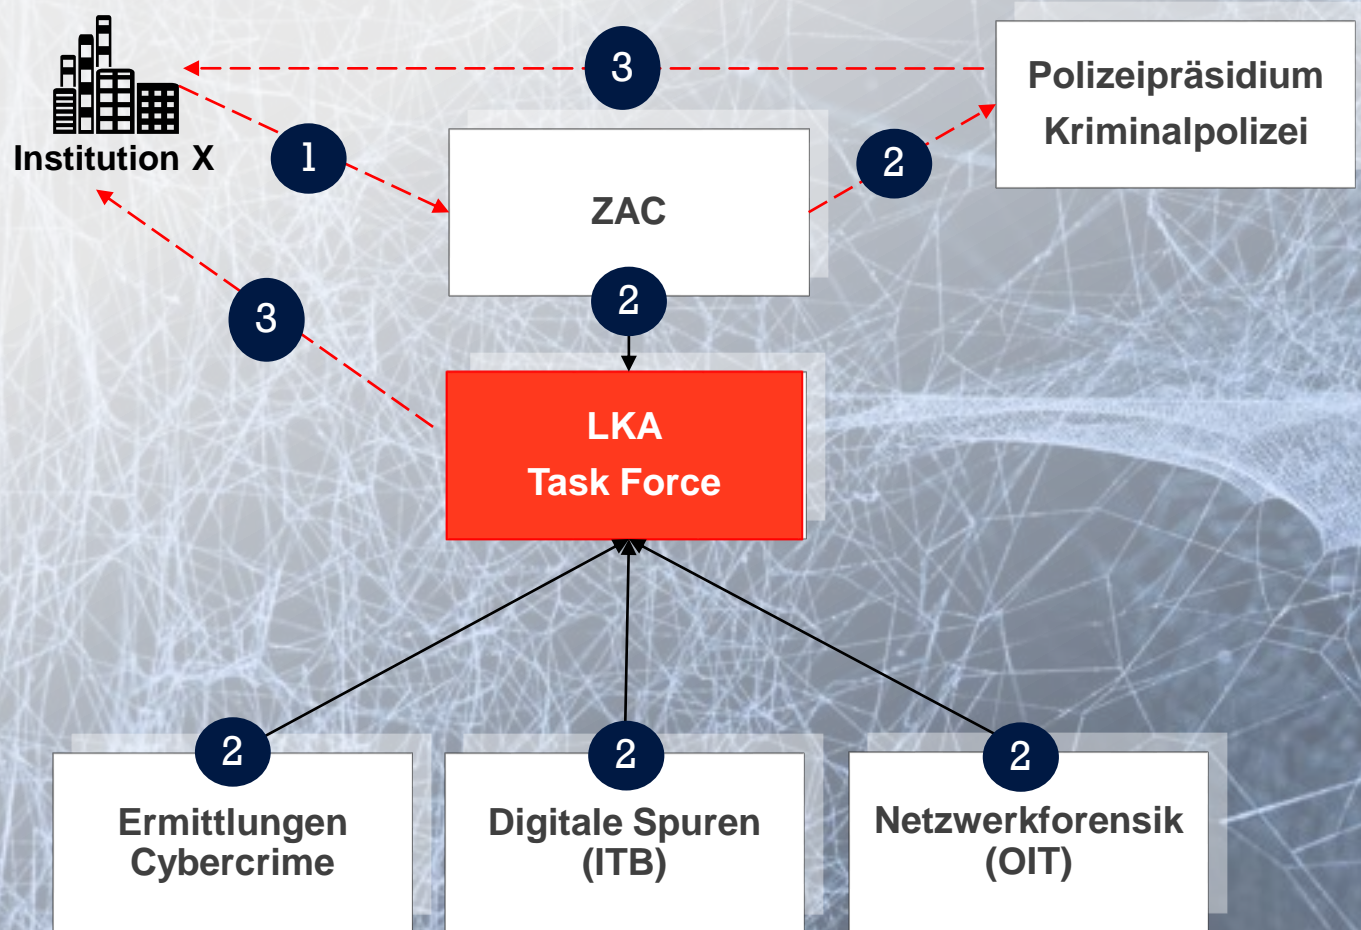 3
Polizeipräsidium
Kriminalpolizei
Institution X
1
2
ZAC
2
3
LKA
Task Force
2
2
2
Ermittlungen
Cybercrime
Digitale Spuren
(ITB)
Netzwerkforensik
(OIT)